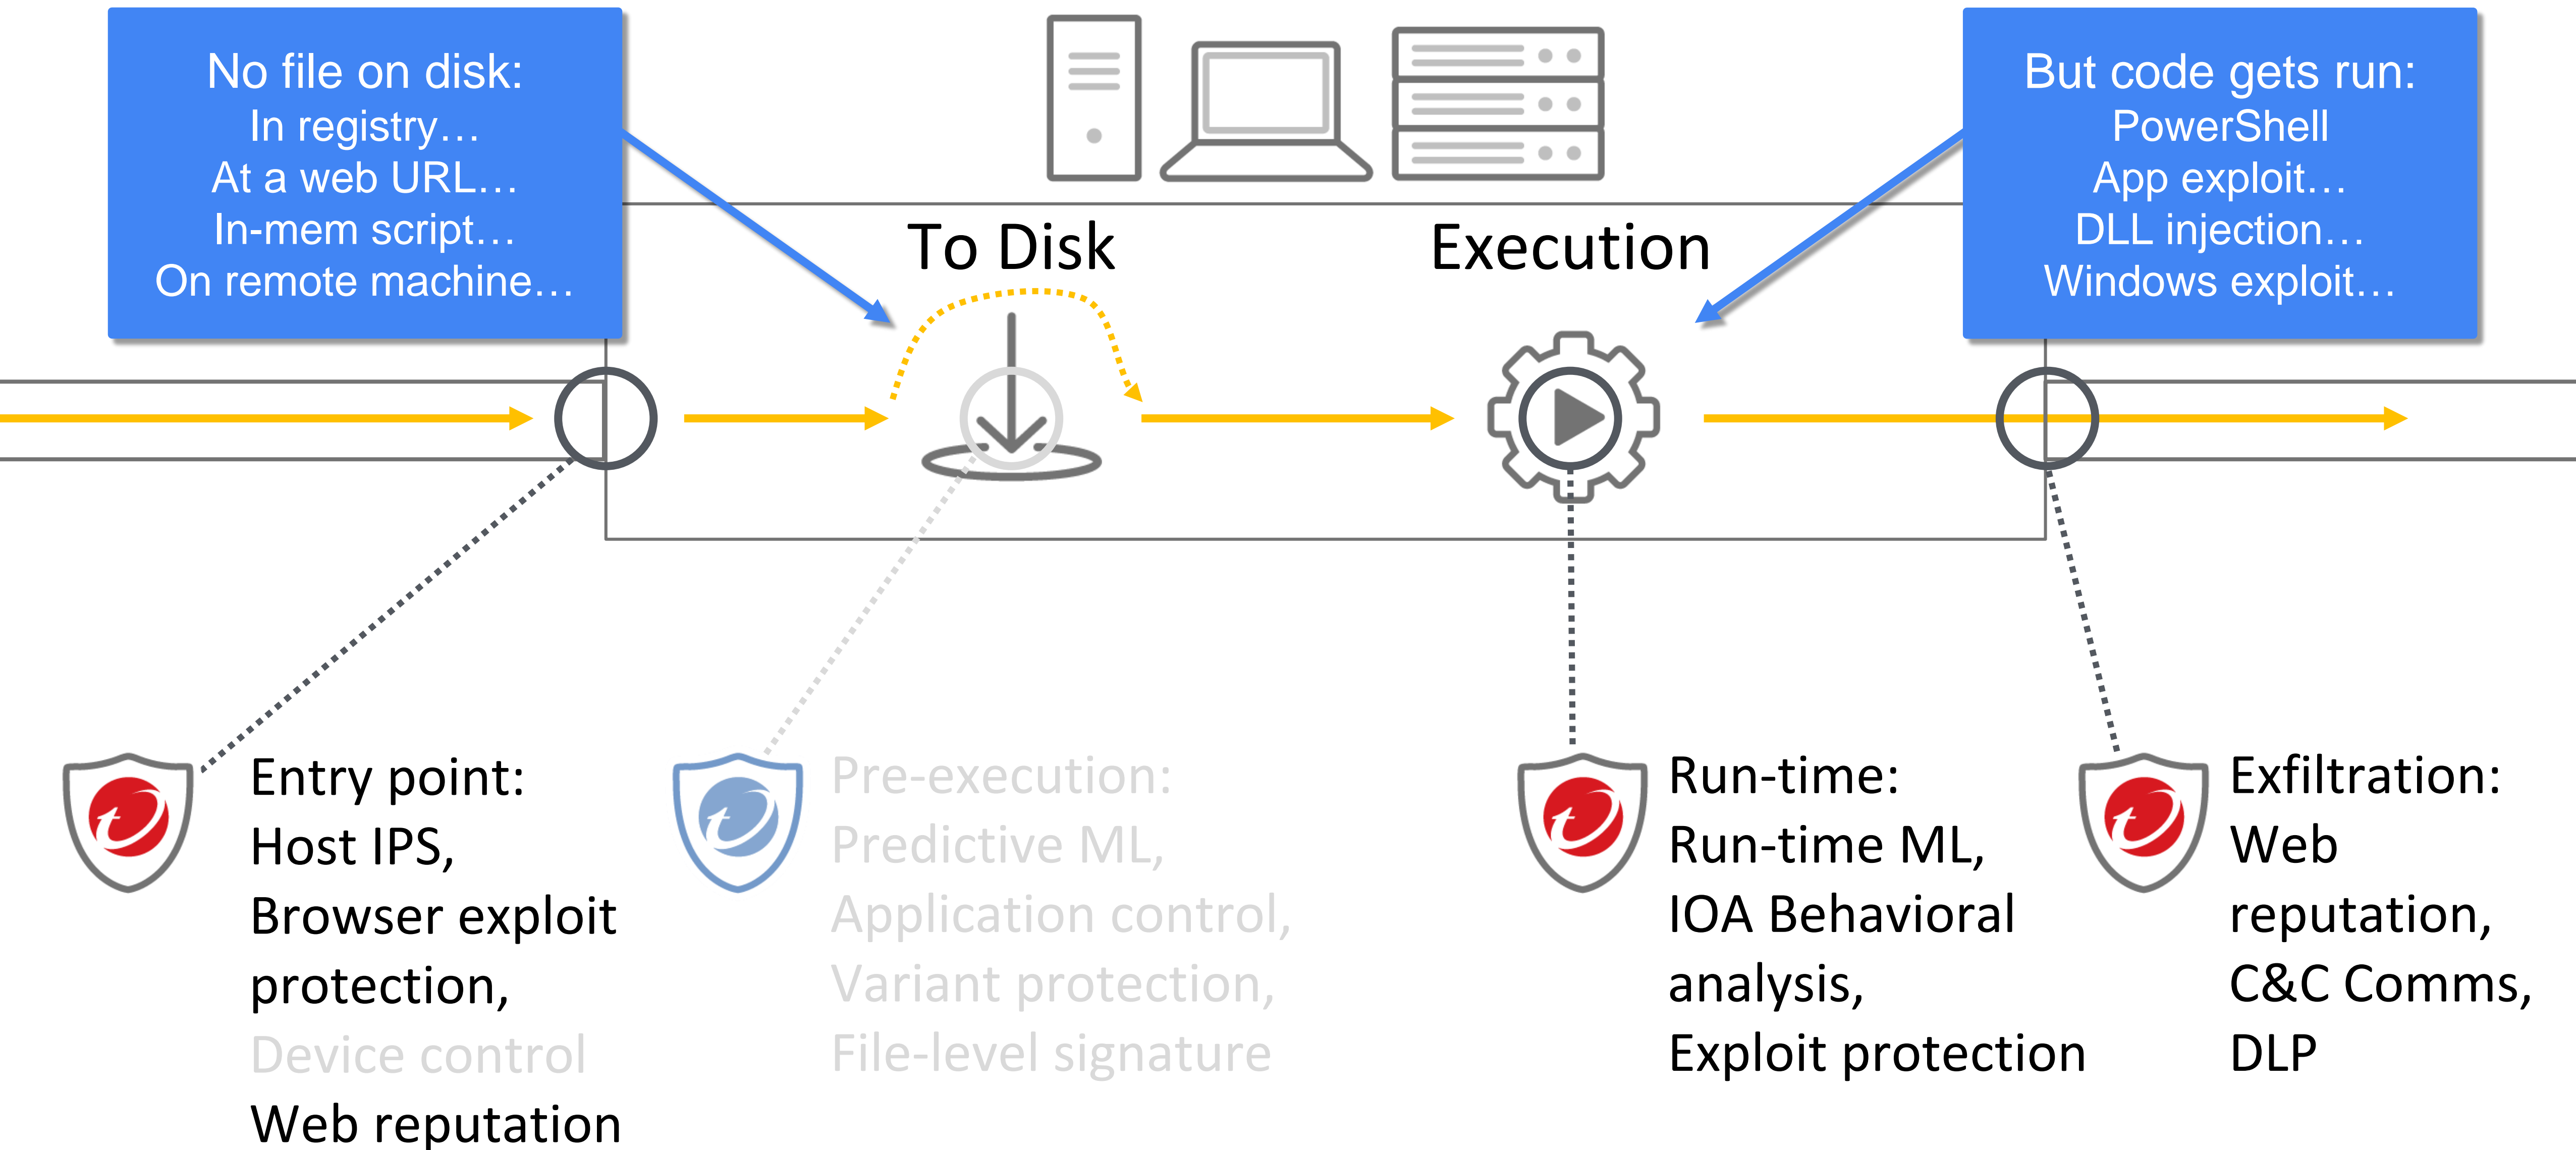 No file on disk:
In registry…
At a web URL…
In-mem script…
On remote machine…
But code gets run:
PowerShell
App exploit…
DLL injection…
Windows exploit…
To Disk
Execution
Entry point:
Host IPS,
Browser exploit
protection,
Device control
Web reputation
Pre-execution:
Predictive ML,
Application control,
Variant protection,
File-level signature
Run-time:
Run-time ML,
IOA Behavioral
analysis,
Exploit protection
Exfiltration:
Web
reputation,
C&C Comms,
DLP